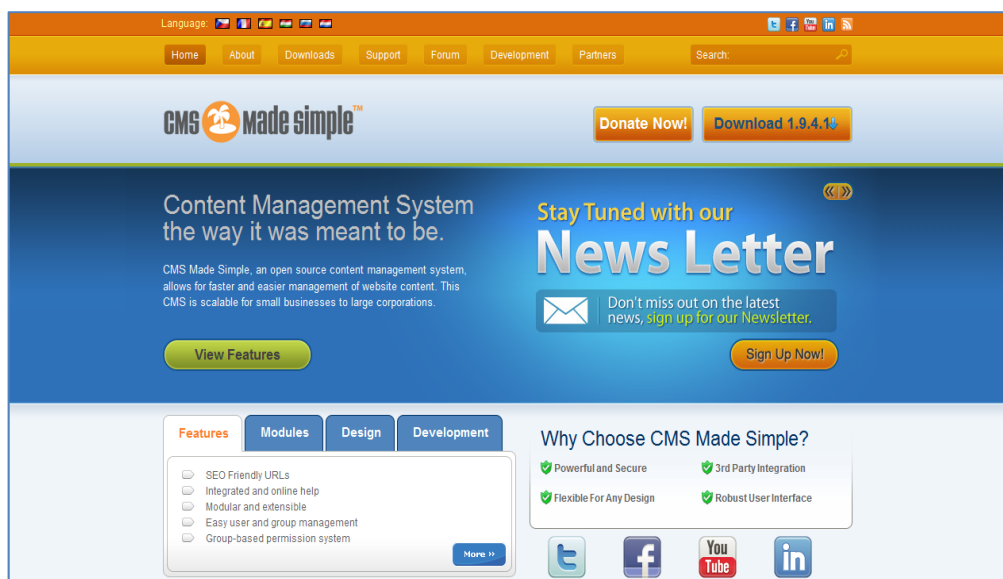 Language:
Home About Downloads Support Forum Development Partners Search:
CMS Made Simple™
Donate Now! Download 1.9.4.1
Content Management System
the way it was meant to be.
CMS Made Simple, an open source content management system,
allows for faster and easier management of website content. This
CMS is scalable for small businesses to large corporations.
View Features
Stay Tuned with our
News Letter
Don't miss out on the latest
news, sign up for our Newsletter.
Sign Up Now!
Features Modules Design Development
SEO Friendly URLs
Integrated and online help
Modular and extensible
Easy user and group management
Group-based permission system
More »
Why Choose CMS Made Simple?
Powerful and Secure 3rd Party Integration
Flexible For Any Design Robust User Interface
You
Tube
in